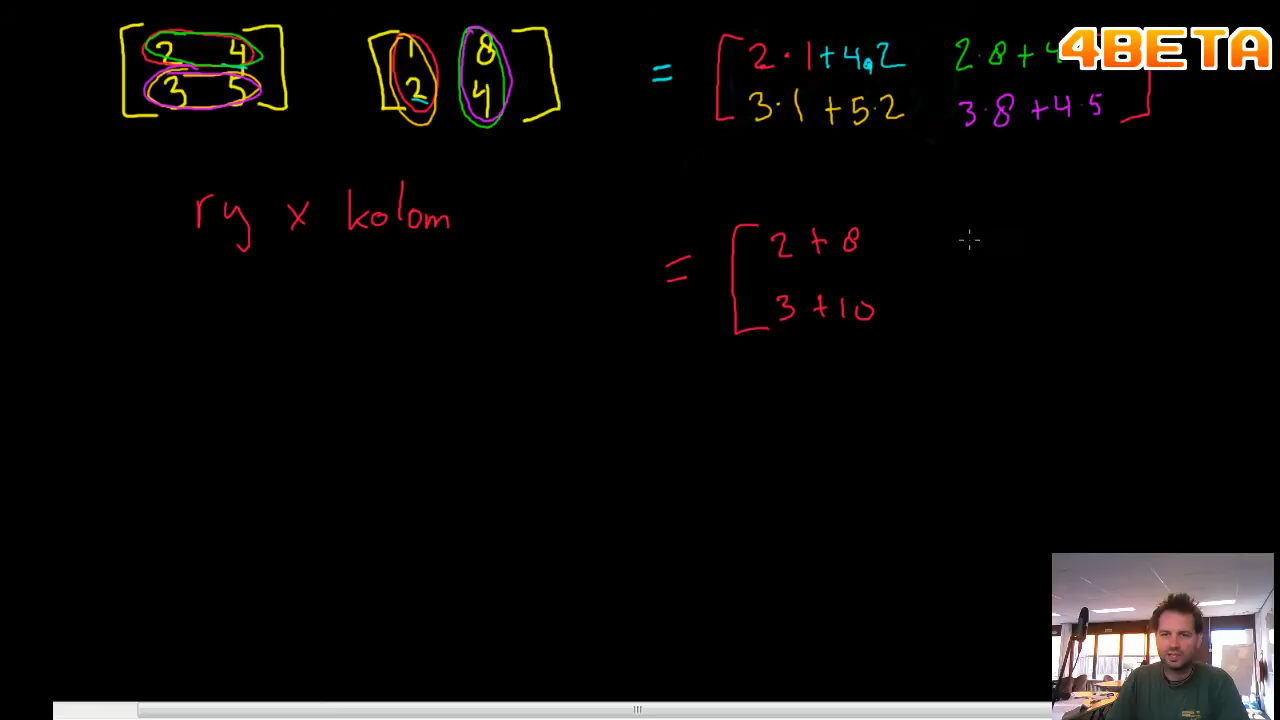 [2 4 [1 8 = [2·1+4·2 2·8+4
3 5] 2 4] 3·1+5·2 3·8+4·5]
4BETA
ry x kolom
= [2+8
3+10